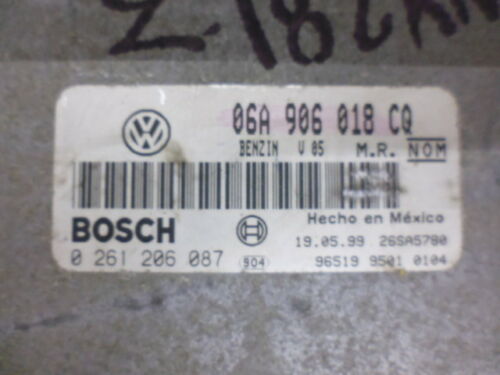 06A 906 018 CQ
BENZIN V 05 M.R. NOM
BOSCH
Hecho en México
19.05.99 26SA5780
0 261 206 087 904
96519 9501 0104